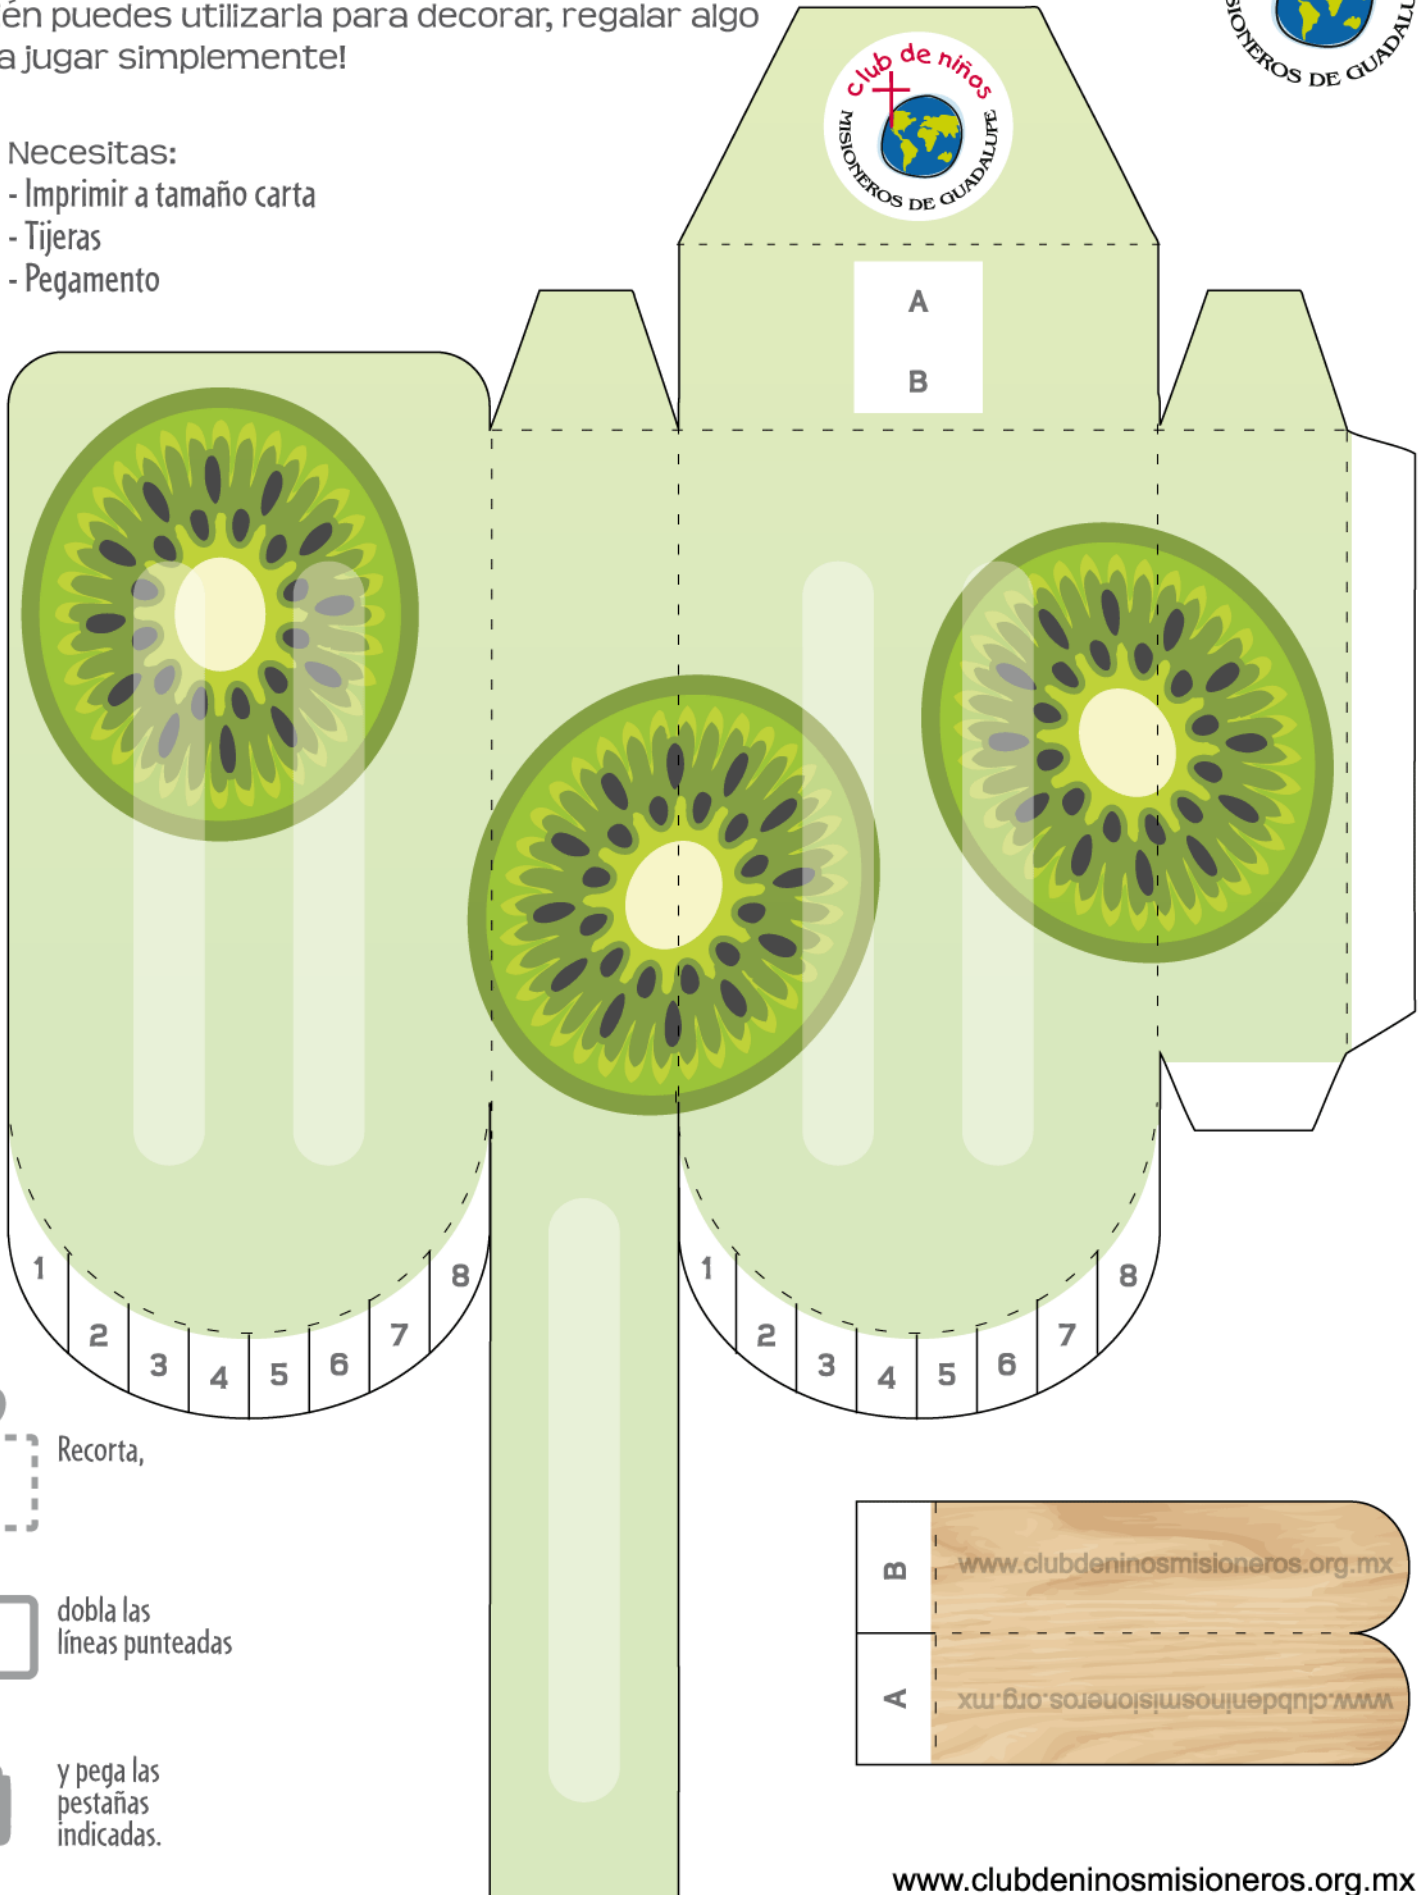 én puedes utilizarla para decorar, regalar algo
a jugar simplemente!
SIONEROS DE GUADALU
club de niños
MISIONEROS DE GUADALUPE
Necesitas:
- Imprimir a tamaño carta
- Tijeras
- Pegamento
A
B
1
2
3
4
5
6
7
8
1
2
3
4
5
6
7
8
Recorta,
dobla las
líneas punteadas
y pega las
pestañas
indicadas.
B
www.clubdeninosmisioneros.org.mx
A
www.clubdeninosmisioneros.org.mx
www.clubdeninosmisioneros.org.mx